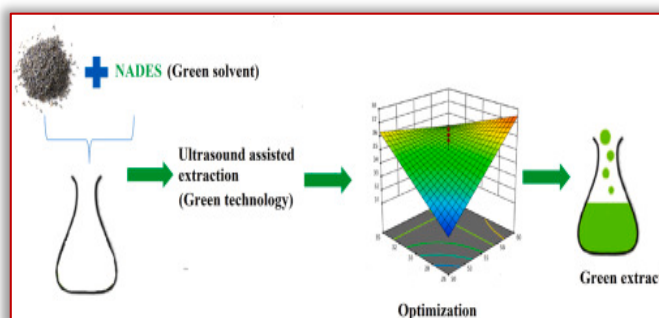 NADES (Green solvent)
Ultrasound assisted
extraction
(Green technology)
Optimization
Green extrac